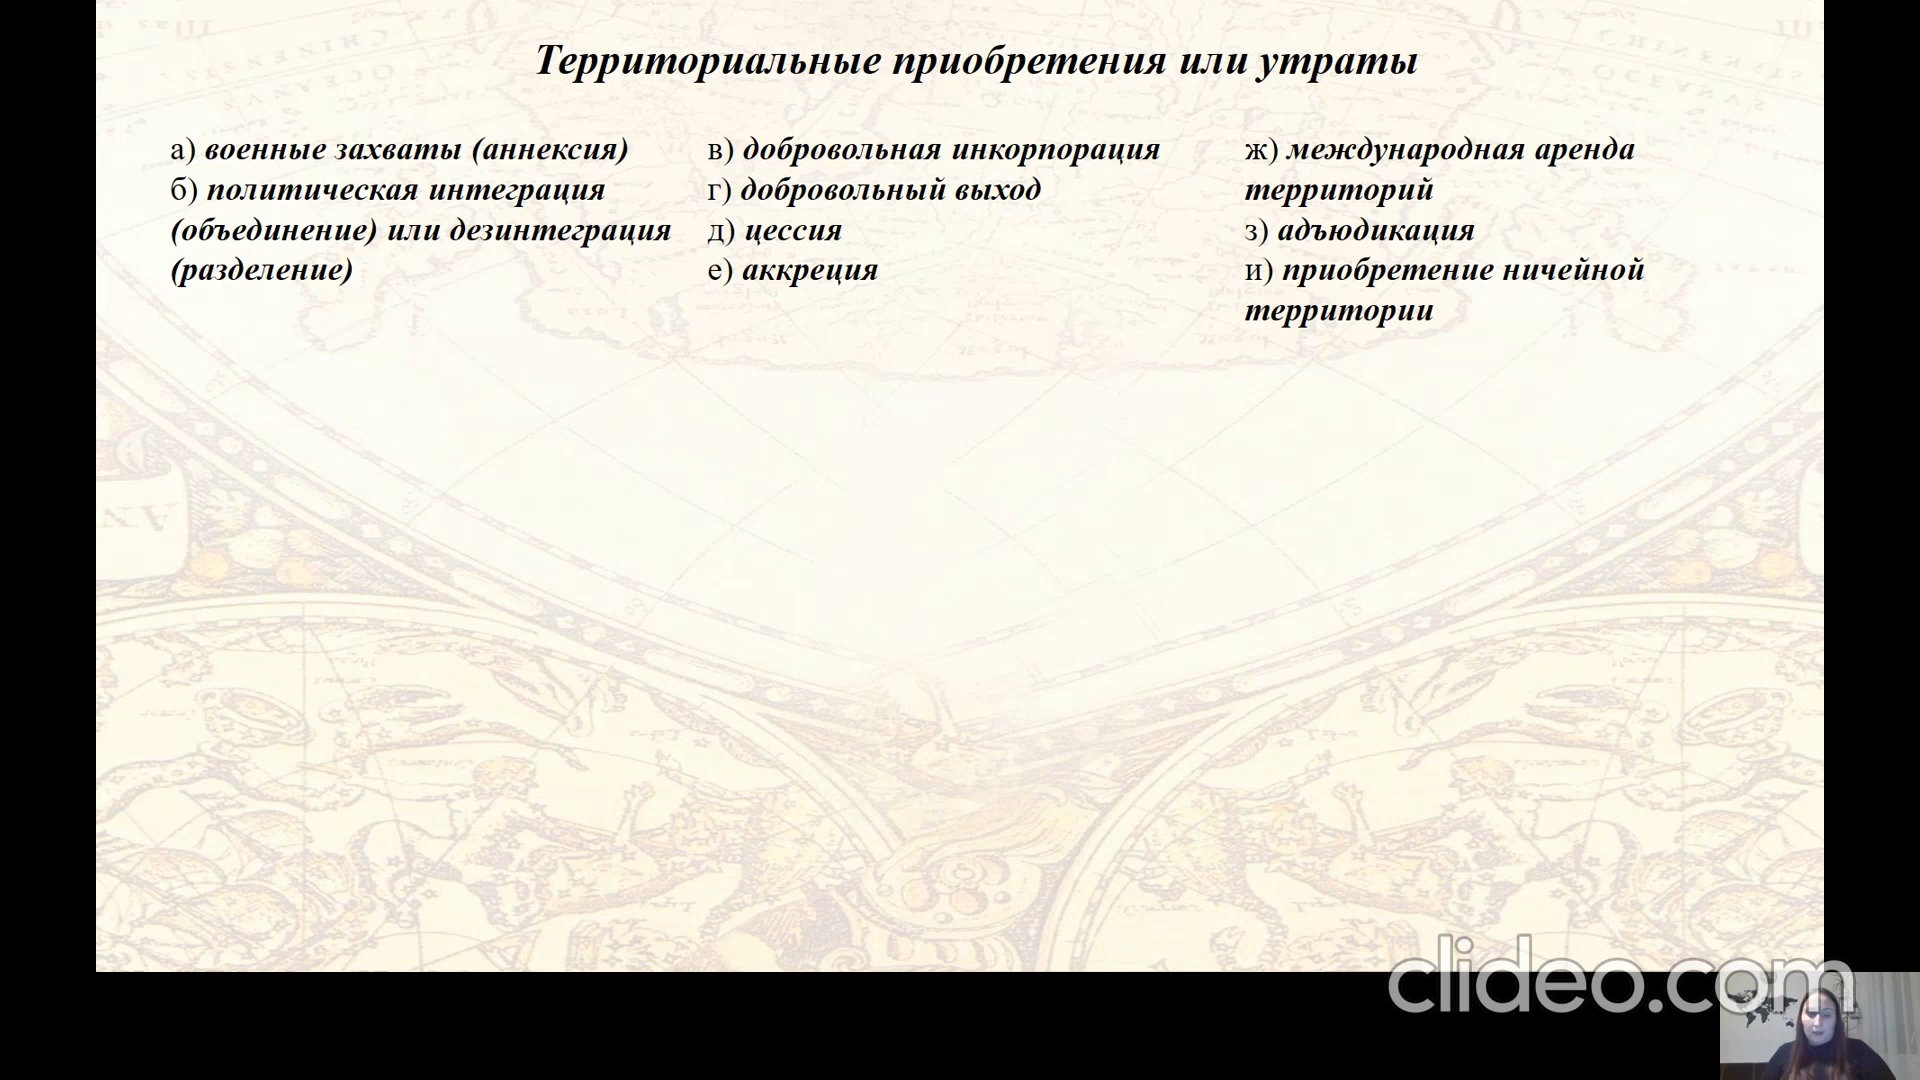 Территориальные приобретения или утраты
а) военные захваты (аннексия)
б) политическая интеграция
(объединение) или дезинтеграция
(разделение)
в) добровольная инкорпорация
г) добровольный выход
д) цессия
е) аккреция
ж) международная аренда
территорий
з) адъюдикация
и) приобретение ничейной
территории
clideo.com